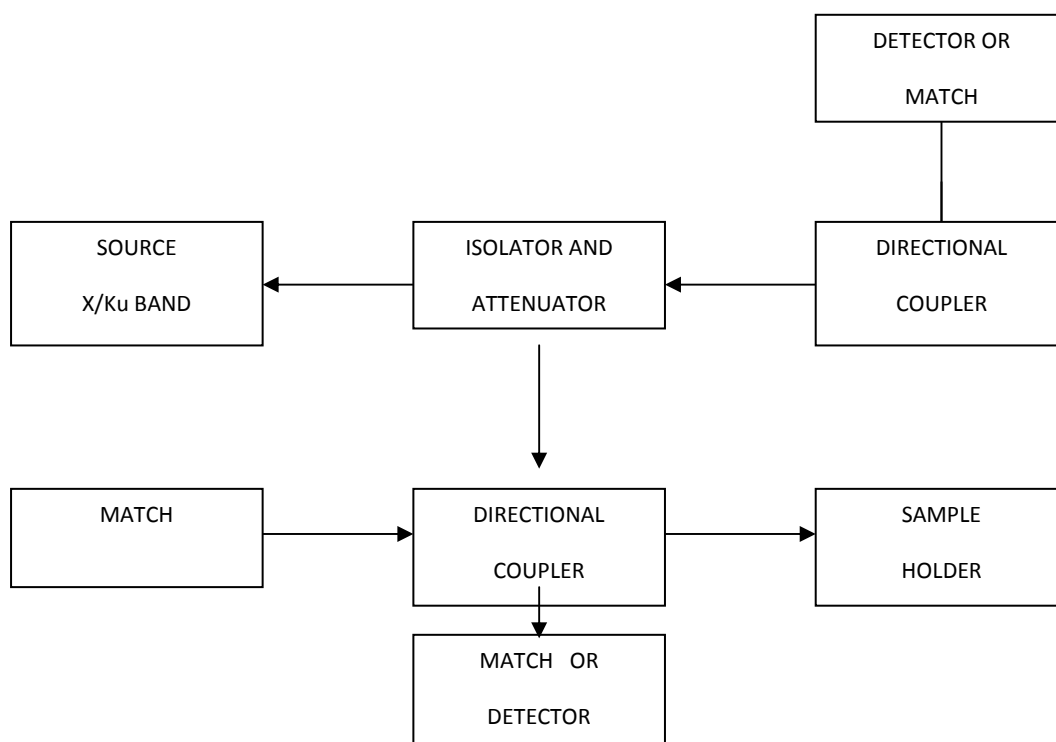 DETECTOR OR
MATCH
SOURCE
X/Ku BAND
ISOLATOR AND
ATTENUATOR
DIRECTIONAL
COUPLER
MATCH
DIRECTIONAL
COUPLER
SAMPLE
HOLDER
MATCH OR
DETECTOR